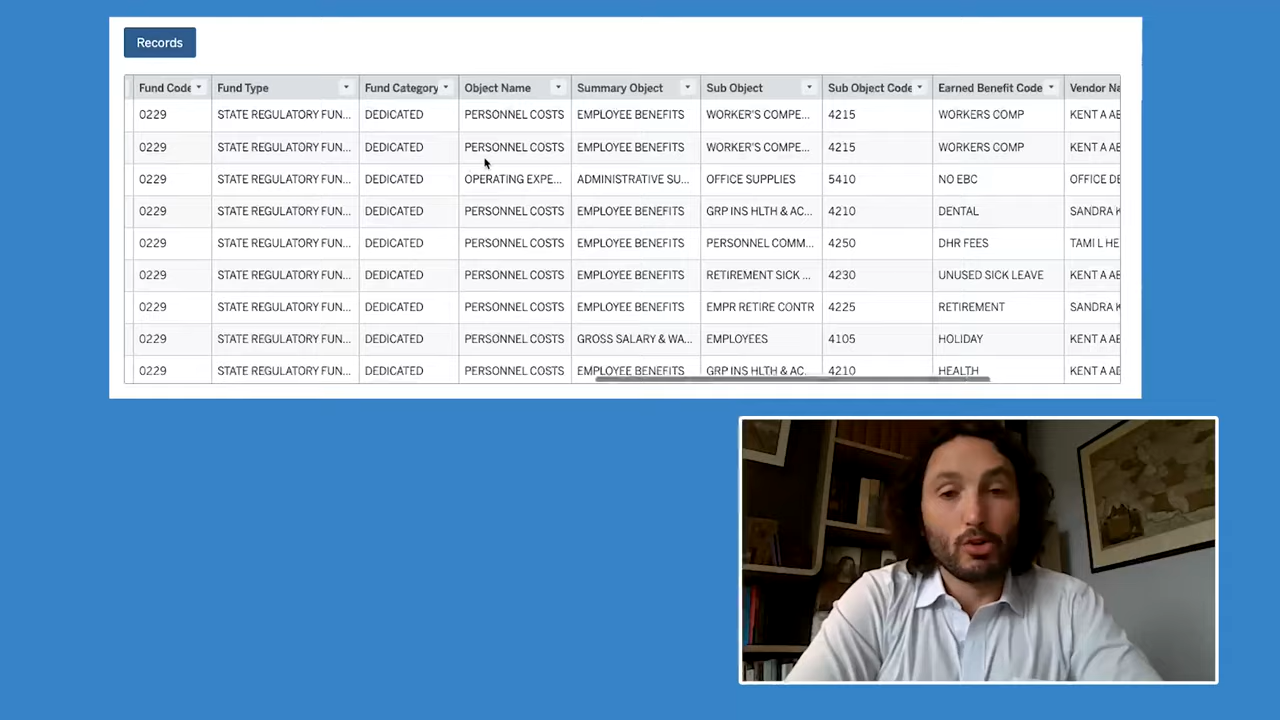 Records
Fund Code Fund Type Fund Category Object Name Summary Object Sub Object Sub Object Code Earned Benefit Code Vendor Na
0229 STATE REGULATORY FUN... DEDICATED PERSONNEL COSTS EMPLOYEE BENEFITS WORKER'S COMPE... 4215 WORKERS COMP KENT A AE
0229 STATE REGULATORY FUN... DEDICATED PERSONNEL COSTS EMPLOYEE BENEFITS WORKER'S COMPE... 4215 WORKERS COMP KENT A AE
0229 STATE REGULATORY FUN... DEDICATED OPERATING EXPE... ADMINISTRATIVE SU... OFFICE SUPPLIES 5410 NO EBC OFFICE DE
0229 STATE REGULATORY FUN... DEDICATED PERSONNEL COSTS EMPLOYEE BENEFITS GRP INS HLTH & AC... 4210 DENTAL SANDRA K
0229 STATE REGULATORY FUN... DEDICATED PERSONNEL COSTS EMPLOYEE BENEFITS PERSONNEL COMM... 4250 DHR FEES TAMI L HE
0229 STATE REGULATORY FUN... DEDICATED PERSONNEL COSTS EMPLOYEE BENEFITS RETIREMENT SICK ... 4230 UNUSED SICK LEAVE KENT A AE
0229 STATE REGULATORY FUN... DEDICATED PERSONNEL COSTS EMPLOYEE BENEFITS EMPR RETIRE CONTR 4225 RETIREMENT SANDRA K
0229 STATE REGULATORY FUN... DEDICATED PERSONNEL COSTS GROSS SALARY & WA... EMPLOYEES 4105 HOLIDAY KENT A AE
0229 STATE REGULATORY FUN... DEDICATED PERSONNEL COSTS EMPLOYEE BENEFITS GRP INS HLTH & AC... 4210 HEALTH KENT A AE